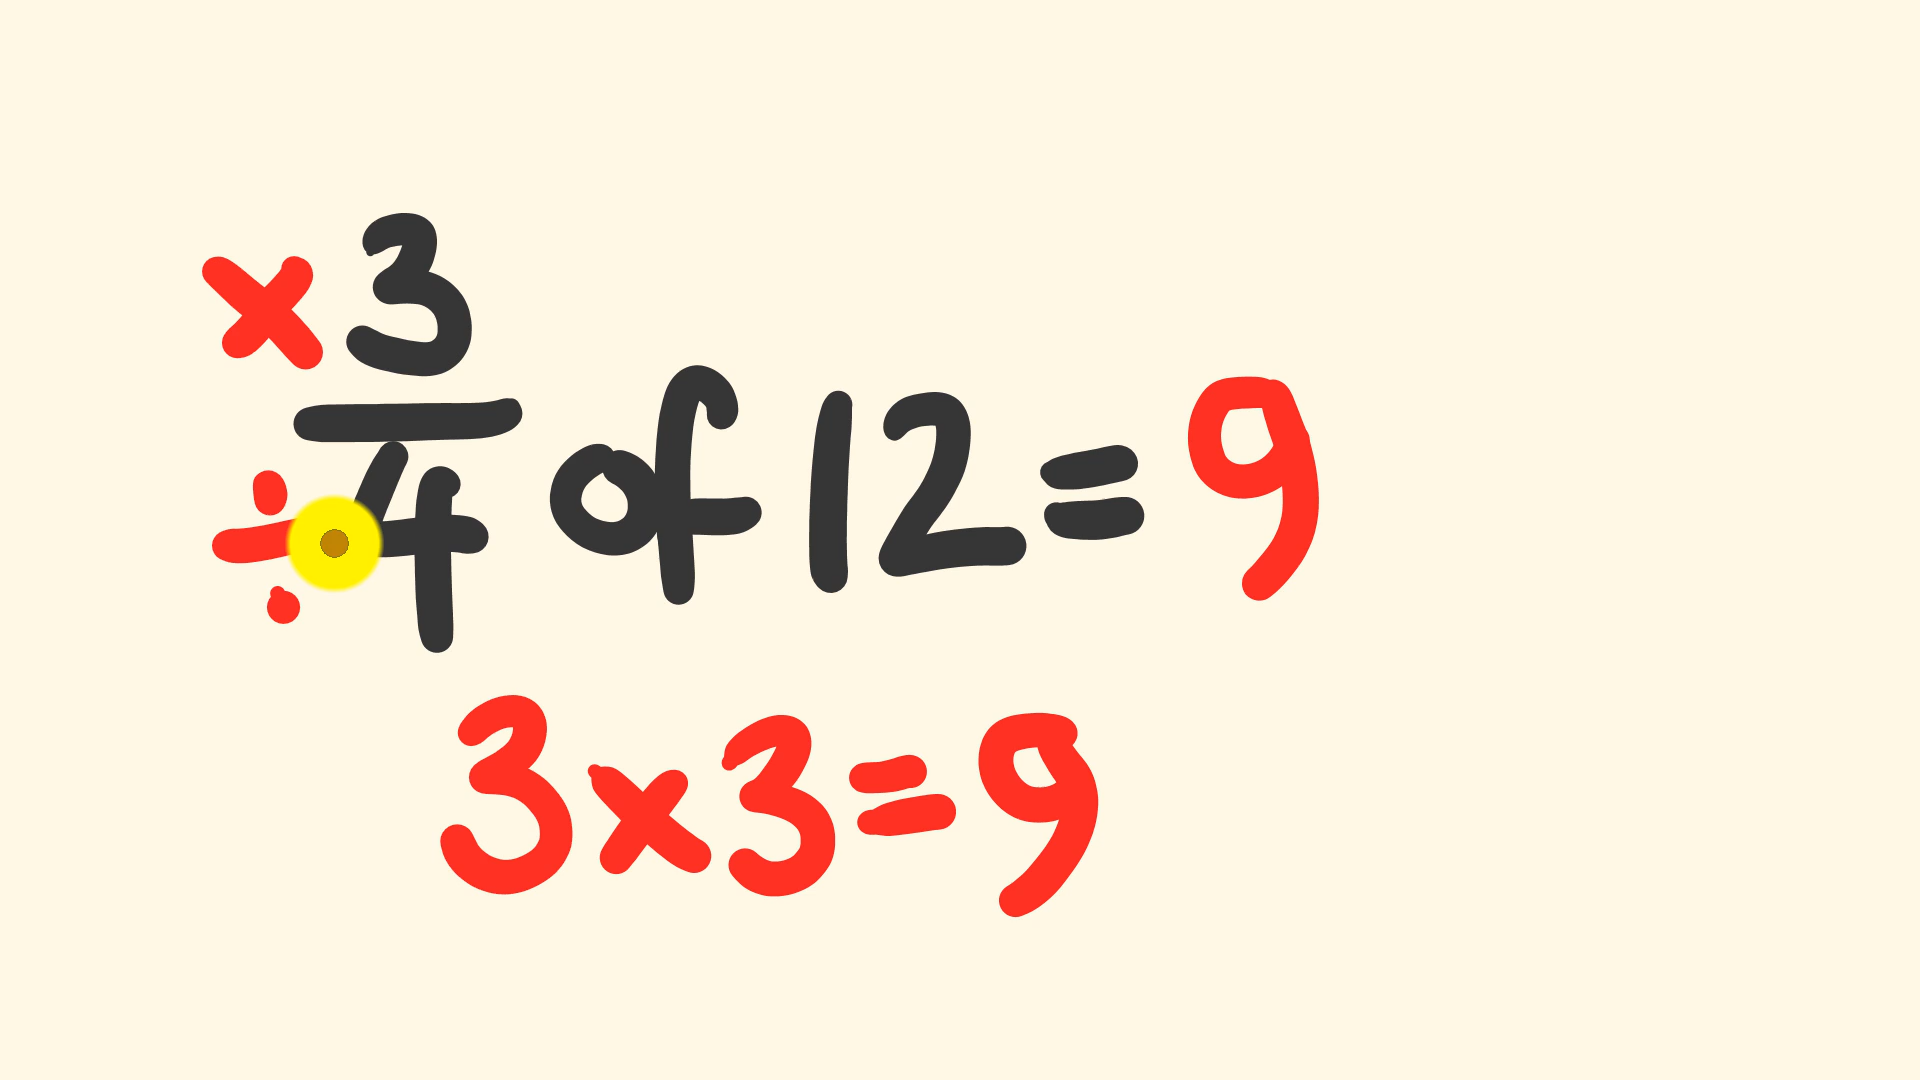 × 3/÷ 4 of 12 = 9
3 × 3 = 9